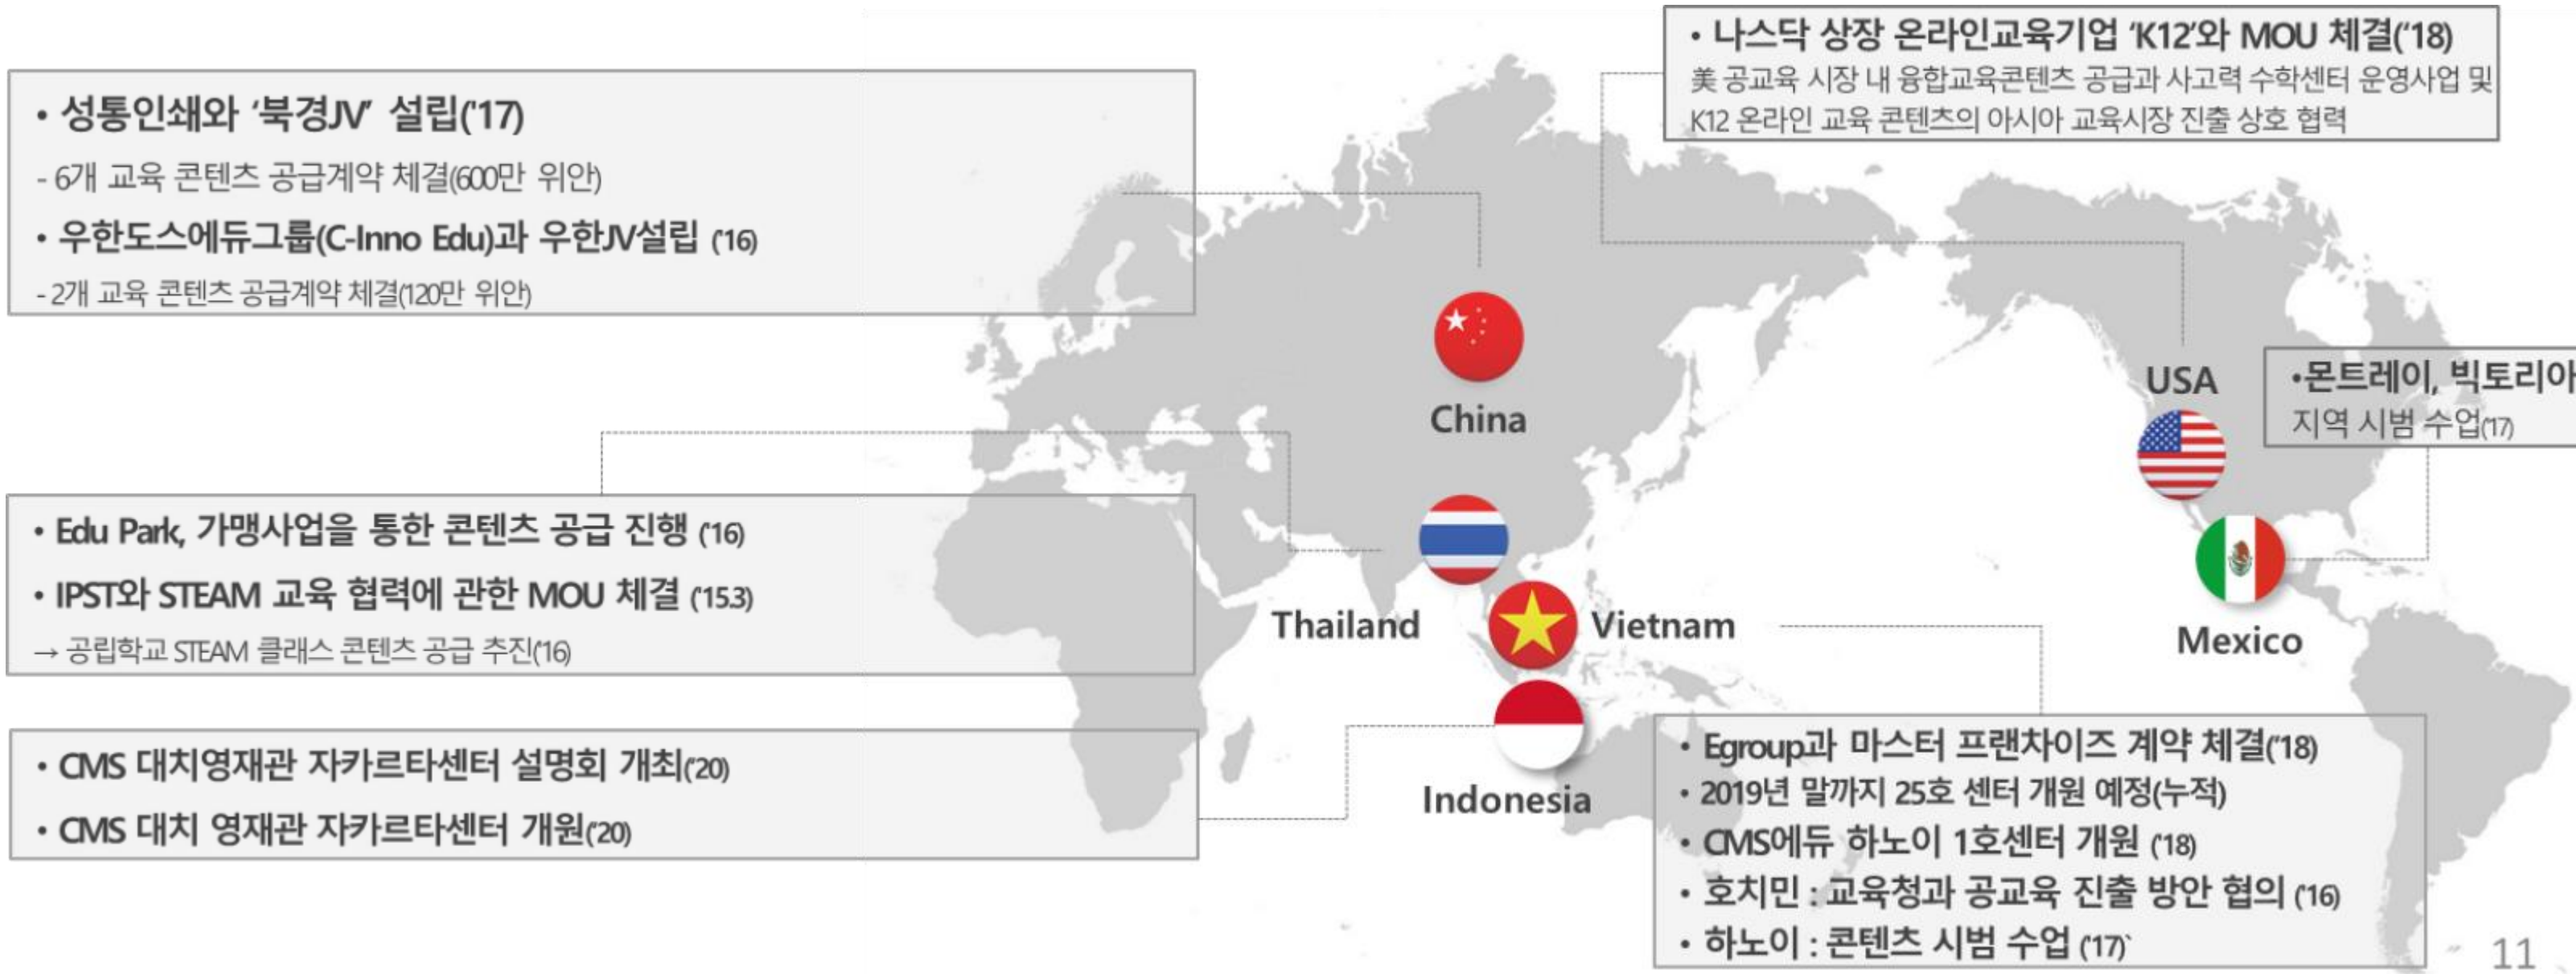 • 나스닥 상장 온라인교육기업 ‘K12’와 MOU 체결(‘18)
美 공교육 시장 내 융합교육콘텐츠 공급과 사고력 수학센터 운영사업 및
K12 온라인 교육 콘텐츠의 아시아 교육시장 진출 상호 협력
• 성통인쇄와 ‘북경JV’ 설립('17)
- 6개 교육 콘텐츠 공급계약 체결(600만 위안)
• 우한도스에듀그룹(C-Inno Edu)과 우한JV설립 ('16)
- 2개 교육 콘텐츠 공급계약 체결(120만 위안)
China
USA
•몬트레이, 빅토리아
지역 시범 수업('17)
• Edu Park, 가맹사업을 통한 콘텐츠 공급 진행 ('16)
• IPST와 STEAM 교육 협력에 관한 MOU 체결 ('15.3)
→ 공립학교 STEAM 클래스 콘텐츠 공급 추진('16)
Thailand
Vietnam
Mexico
• CMS 대치영재관 자카르타센터 설명회 개최('20)
• CMS 대치 영재관 자카르타센터 개원('20)
Indonesia
• Egroup과 마스터 프랜차이즈 계약 체결('18)
• 2019년 말까지 25호 센터 개원 예정(누적)
• CMS에듀 하노이 1호센터 개원 ('18)
• 호치민 : 교육청과 공교육 진출 방안 협의 ('16)
• 하노이 : 콘텐츠 시범 수업 ('17)`
11